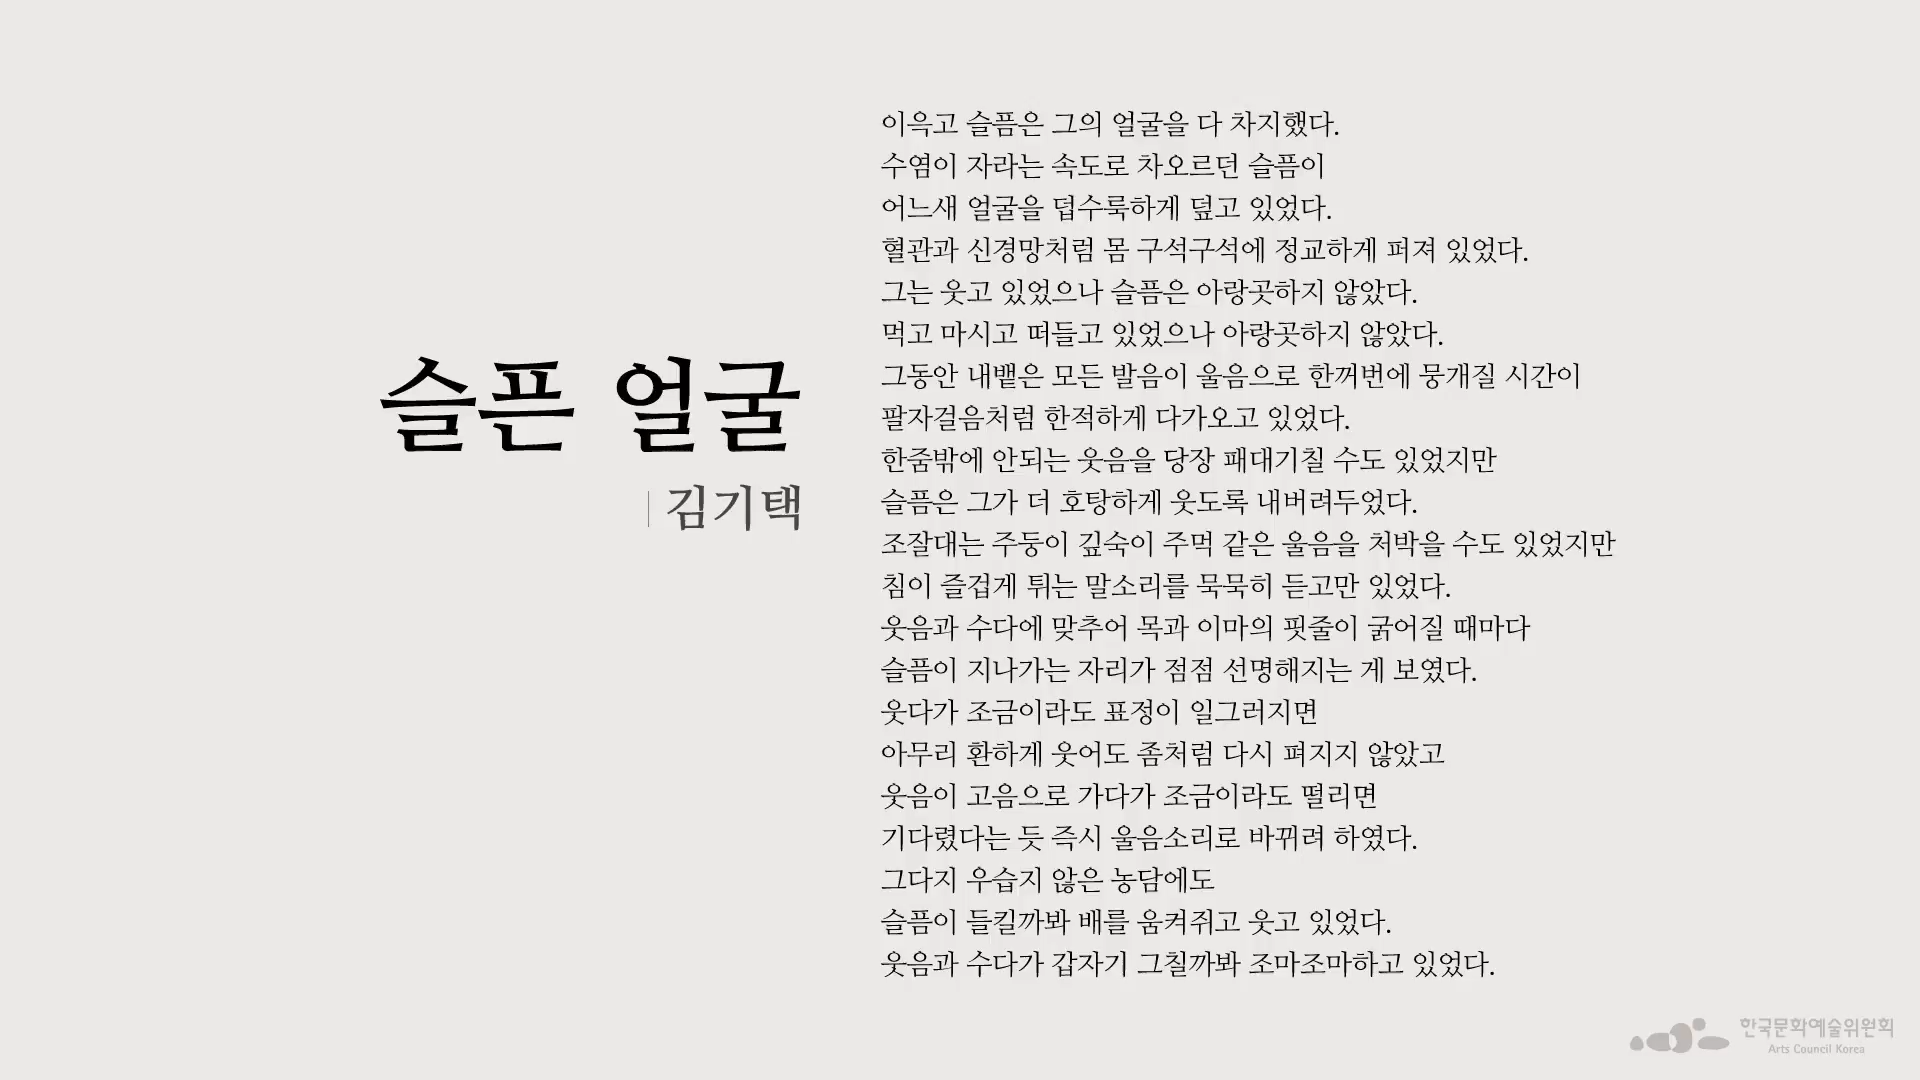 슬픈 얼굴
김기택
이윽고 슬픔은 그의 얼굴을 다 차지했다.
수염이 자라는 속도로 차오르던 슬픔이
어느새 얼굴을 덥수룩하게 덮고 있었다.
혈관과 신경망처럼 몸 구석구석에 정교하게 퍼져 있었다.
그는 웃고 있었으나 슬픔은 아랑곳하지 않았다.
먹고 마시고 떠들고 있었으나 아랑곳하지 않았다.
그동안 내뱉은 모든 발음이 울음으로 한꺼번에 뭉개질 시간이
팔자걸음처럼 한적하게 다가오고 있었다.
한줌밖에 안되는 웃음을 당장 패대기칠 수도 있었지만
슬픔은 그가 더 호탕하게 웃도록 내버려두었다.
조잘대는 주둥이 깊숙이 주먹 같은 울음을 처박을 수도 있었지만
침이 즐겁게 튀는 말소리를 묵묵히 듣고만 있었다.
웃음과 수다에 맞추어 목과 이마의 핏줄이 굵어질 때마다
슬픔이 지나가는 자리가 점점 선명해지는 게 보였다.
웃다가 조금이라도 표정이 일그러지면
아무리 환하게 웃어도 좀처럼 다시 펴지지 않았고
웃음이 고음으로 가다가 조금이라도 떨리면
기다렸다는 듯 즉시 울음소리로 바뀌려 하였다.
그다지 우습지 않은 농담에도
슬픔이 들킬까봐 배를 움켜쥐고 웃고 있었다.
웃음과 수다가 갑자기 그칠까봐 조마조마하고 있었다.
한국문화예술위원회
Arts Council Korea